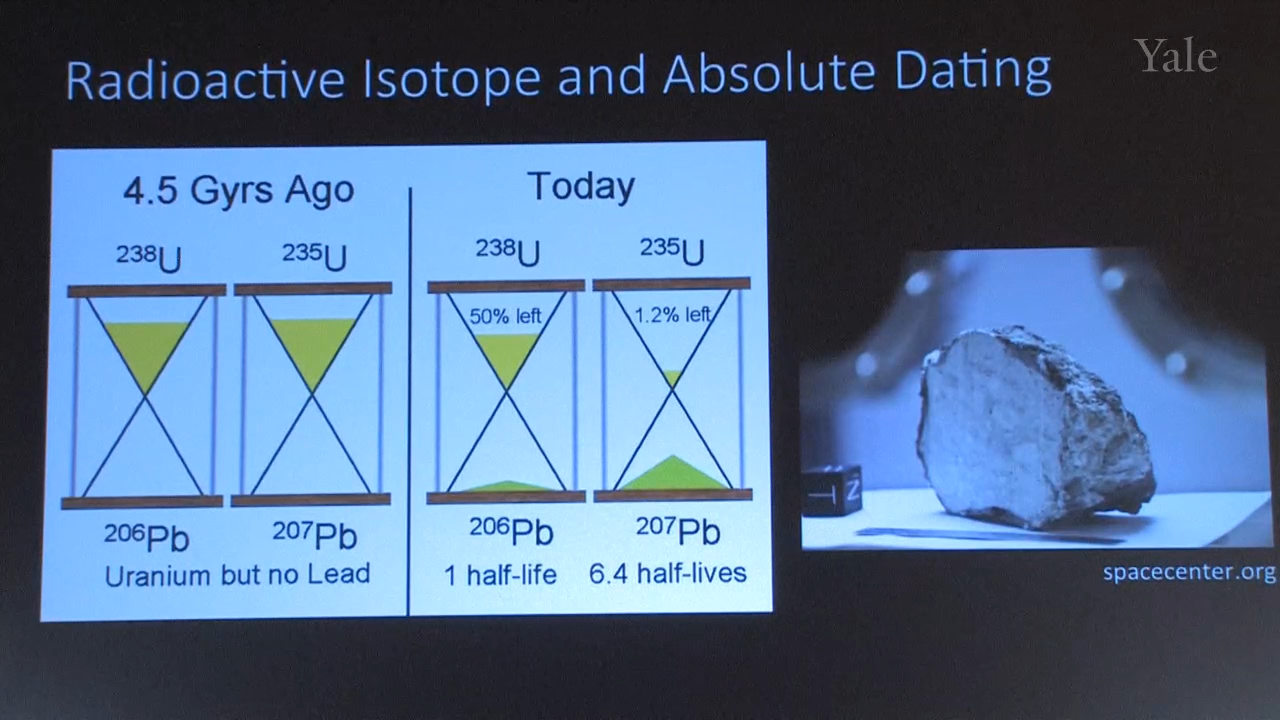 Radioactive Isotope and Absolute Dating
Yale
4.5 Gyrs Ago
Today
²³⁸U
²³⁵U
²³⁸U
²³⁵U
50% left
1.2% left
²⁰⁶Pb
²⁰⁷Pb
²⁰⁶Pb
²⁰⁷Pb
Uranium but no Lead
1 half-life
6.4 half-lives
T
N
spacecenter.org